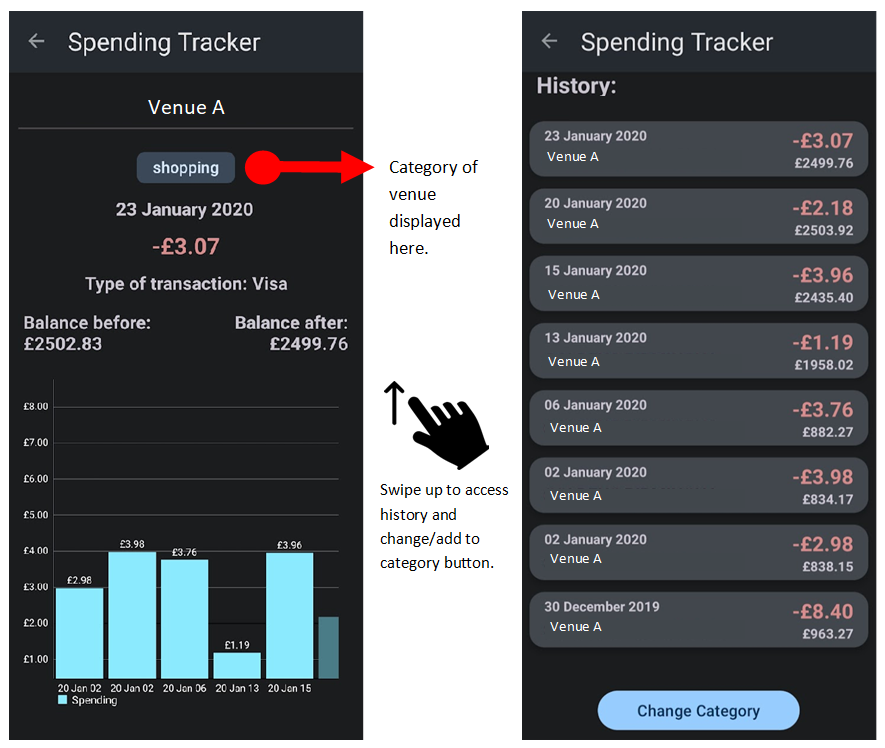 Spending Tracker
Venue A
shopping
23 January 2020
-£3.07
Type of transaction: Visa
Balance before: Balance after:
£2502.83 £2499.76
£8.00
£7.00
£6.00
£5.00
£4.00
£3.00
£2.00
£1.00
£2.98
£3.98
£3.76
£1.19
£3.96
20 Jan 02 20 Jan 02 20 Jan 06 20 Jan 13 20 Jan 15
Spending
Category of
venue
displayed
here.
Swipe up to access
history and
change/add to
category button.
Spending Tracker
History:
23 January 2020 -£3.07
Venue A £2499.76
20 January 2020 -£2.18
Venue A £2503.92
15 January 2020 -£3.96
Venue A £2435.40
13 January 2020 -£1.19
Venue A £1958.02
06 January 2020 -£3.76
Venue A £882.27
02 January 2020 -£3.98
Venue A £834.17
02 January 2020 -£2.98
Venue A £838.15
30 December 2019 -£8.40
Venue A £963.27
Change Category